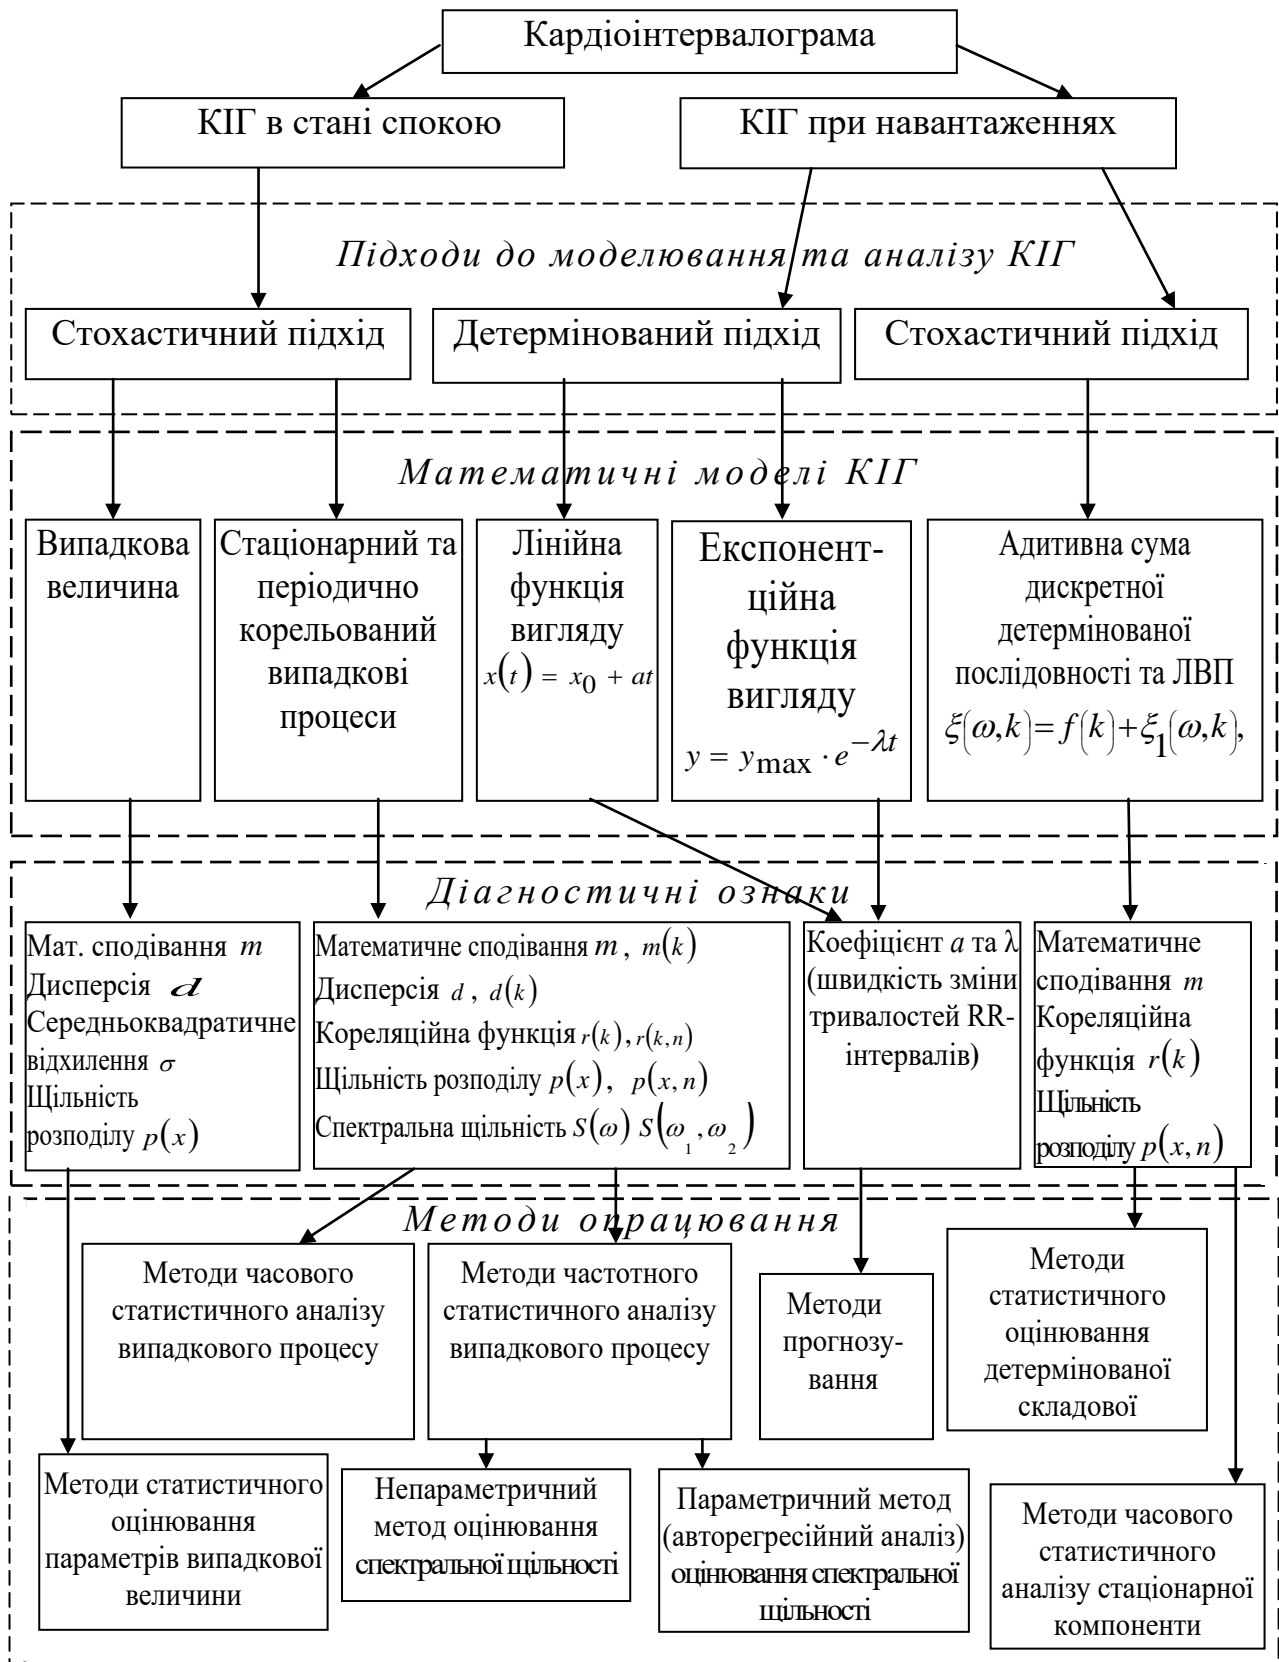 Кардіоінтервалограма
КІГ в стані спокою
КІГ при навантаженнях
Підходи до моделювання та аналізу КІГ
Стохастичний підхід
Детермінований підхід
Стохастичний підхід
Математичні моделі КІГ
Випадкова
величина
Стаціонарний та
періодично
корельований
випадкові
процеси
Лінійна
функція
вигляду
x(t) = x₀ + at
Експонент-
ційна
функція
вигляду
y = y_max · e^{−λt}
Адитивна сума
дискретної
детермінованої
послідовності та ЛВП
ξ(ω,k)=f(k)+ξ₁(ω,k),
Діагностичні ознаки
Мат. сподівання m
Дисперсія d
Середньоквадратичне
відхилення σ
Щільність
розподілу p(x)
Математичне сподівання m , m(k)
Дисперсія d , d(k)
Кореляційна функція r(k), r(k,n)
Щільність розподілу p(x), p(x,n)
Спектральна щільність S(ω) S(ω₁,ω₂)
Коефіцієнт a та λ
(швидкість зміни
тривалостей RR-
інтервалів)
Математичне
сподівання m
Кореляційна
функція r(k)
Щільність
розподілу p(x,n)
Методи опрацювання
Методи часового
статистичного аналізу
випадкового процесу
Методи частотного
статистичного аналізу
випадкового процесу
Методи
прогнозу-
вання
Методи
статистичного
оцінювання
детермінованої
складової
Методи статистичного
оцінювання
параметрів випадкової
величини
Непараметричний
метод оцінювання
спектральної щільності
Параметричний метод
(авторегресійний аналіз)
оцінювання спектральної
щільності
Методи часового
статистичного
аналізу стаціонарної
компоненти